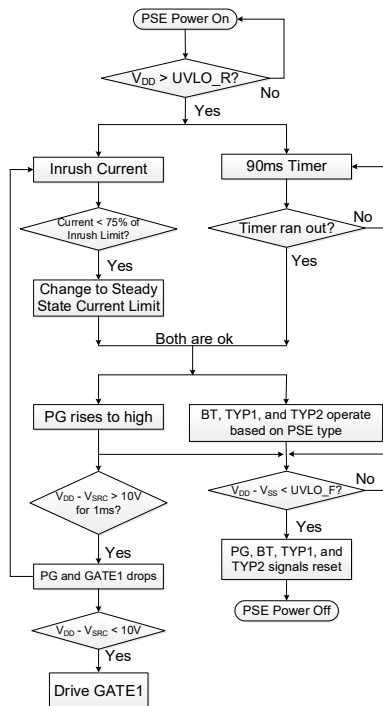 PSE Power On
V_DD > UVLO_R?
No
Yes
Inrush Current
90ms Timer
Current < 75% of
Inrush Limit?
Timer ran out?
No
Yes
Yes
Change to Steady
State Current Limit
Both are ok
PG rises to high
BT, TYP1, and TYP2 operate
based on PSE type
V_DD - V_SRC > 10V
for 1ms?
V_DD - V_SS < UVLO_F?
No
Yes
Yes
PG and GATE1 drops
PG, BT, TYP1, and
TYP2 signals reset
V_DD - V_SRC < 10V
PSE Power Off
Yes
Drive GATE1